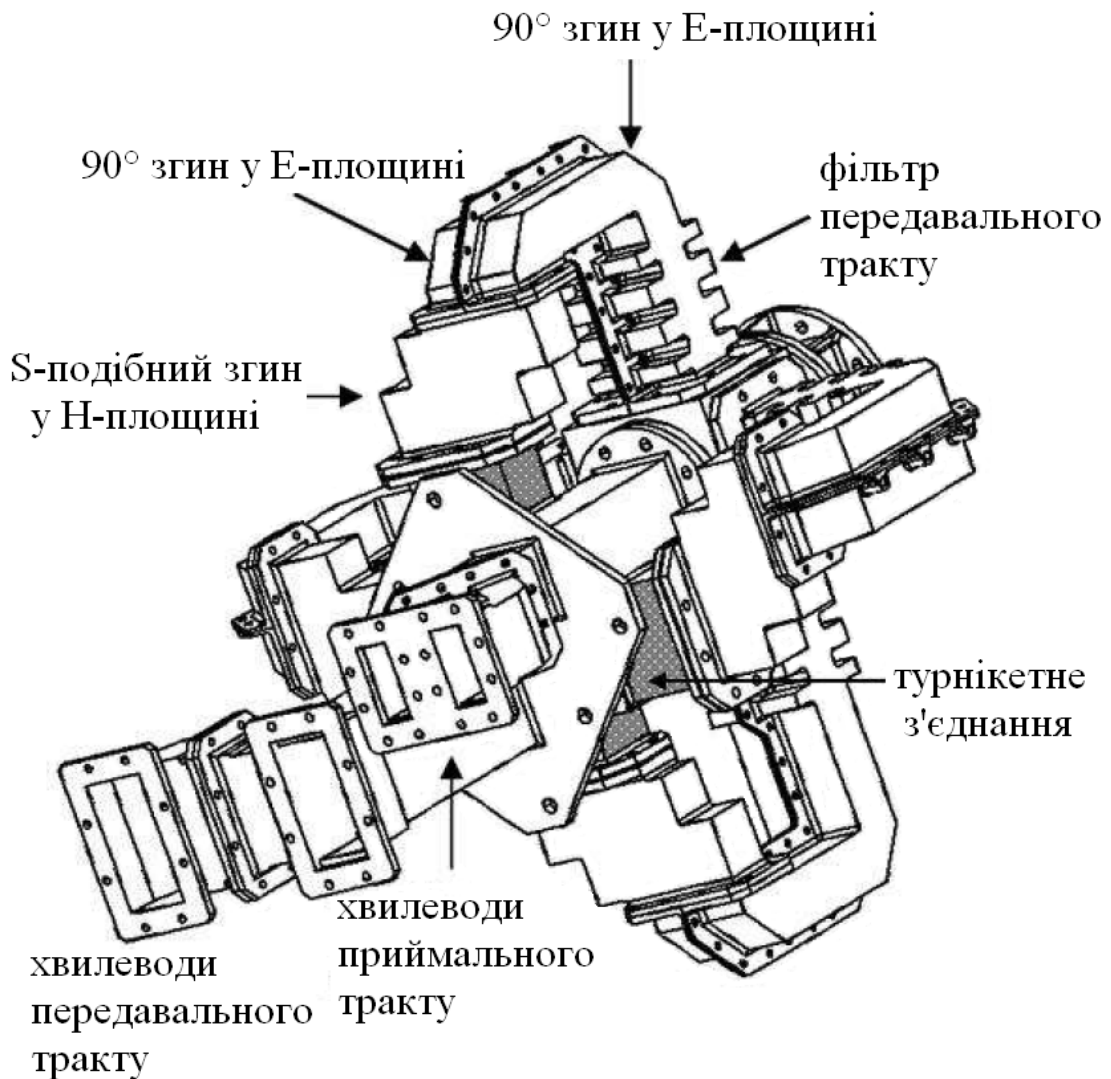 90° згин у Е-площині
90° згин у Е-площині
фільтр
передавального
тракту
S-подібний згин
у Н-площині
турнікетне
з'єднання
хвилеводи
приймального
тракту
хвилеводи
передавального
тракту